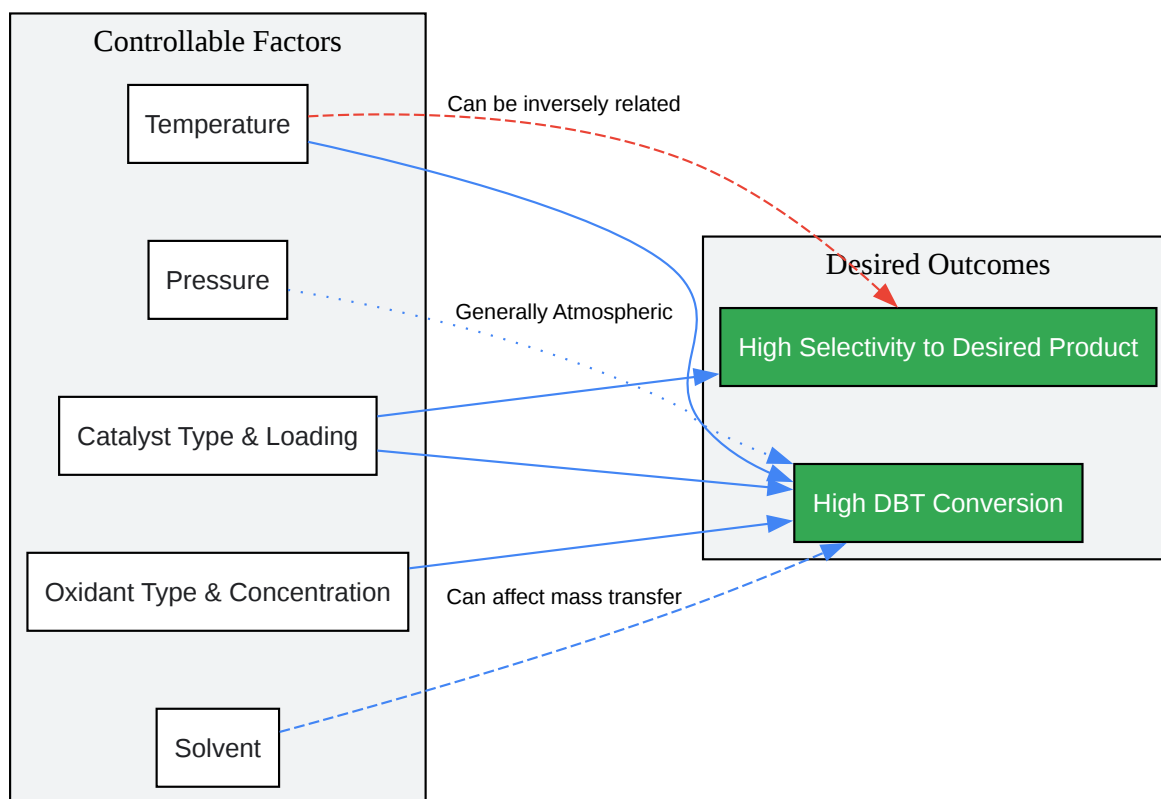 Controllable Factors
Temperature
Can be inversely related
Pressure
Generally Atmospheric
Desired Outcomes
High Selectivity to Desired Product
Catalyst Type & Loading
High DBT Conversion
Oxidant Type & Concentration
Can affect mass transfer
Solvent